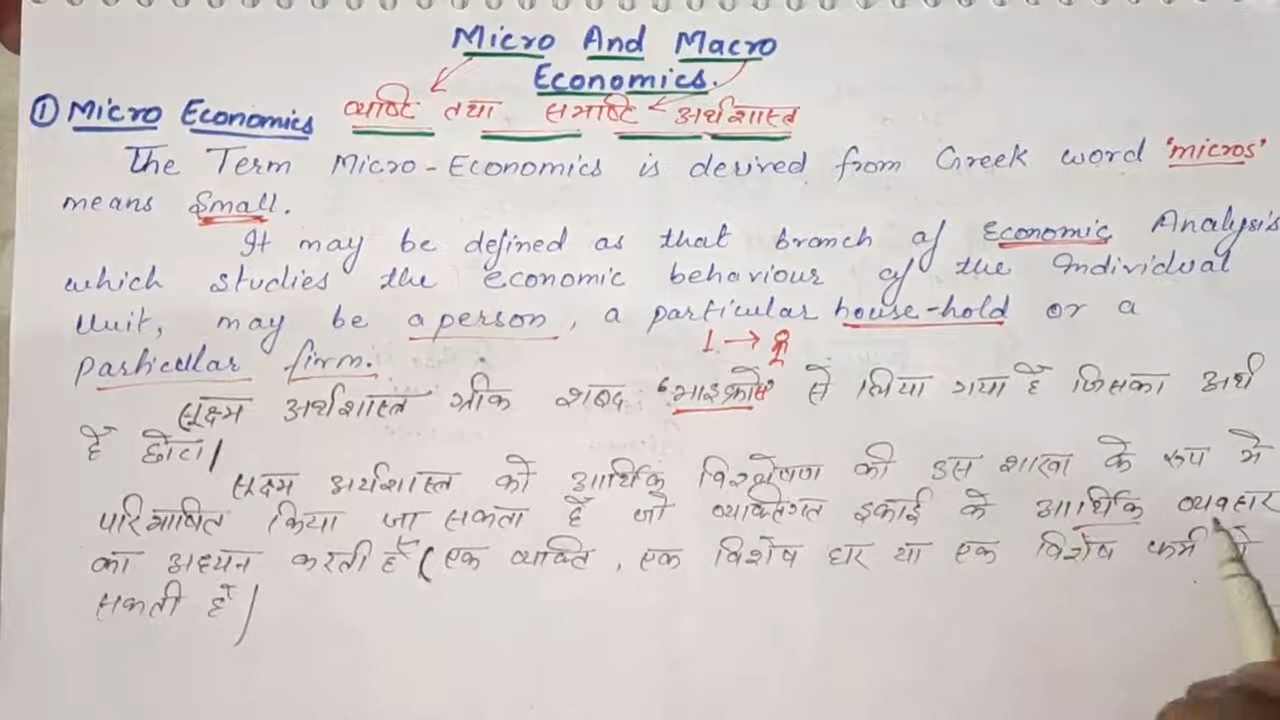 Micro And Macro
Economics.
① Micro Economics व्यष्टि तथा समष्टि अर्थशास्त्र
The Term Micro-Economics is derived from Greek word 'micros'
means Small.
It may be defined as that branch of Economic Analysis
which studies the economic behaviour of the Individual
Unit, may be a person, a particular house-hold or a
particular firm.
1 →
सूक्ष्म अर्थशास्त्र ग्रीक शब्द 'माइक्रोस' से लिया गया है जिसका अर्थ
है छोटा।
सूक्ष्म अर्थशास्त्र को आर्थिक विश्लेषण की उस शाखा के रूप मे
परिभाषित किया जा सकता है जो व्यक्तिगत इकाई के आर्थिक व्यवहार
का अध्यन करती है (एक व्यक्ति, एक विशेष घर या एक विशेष फर्म
सकती है।